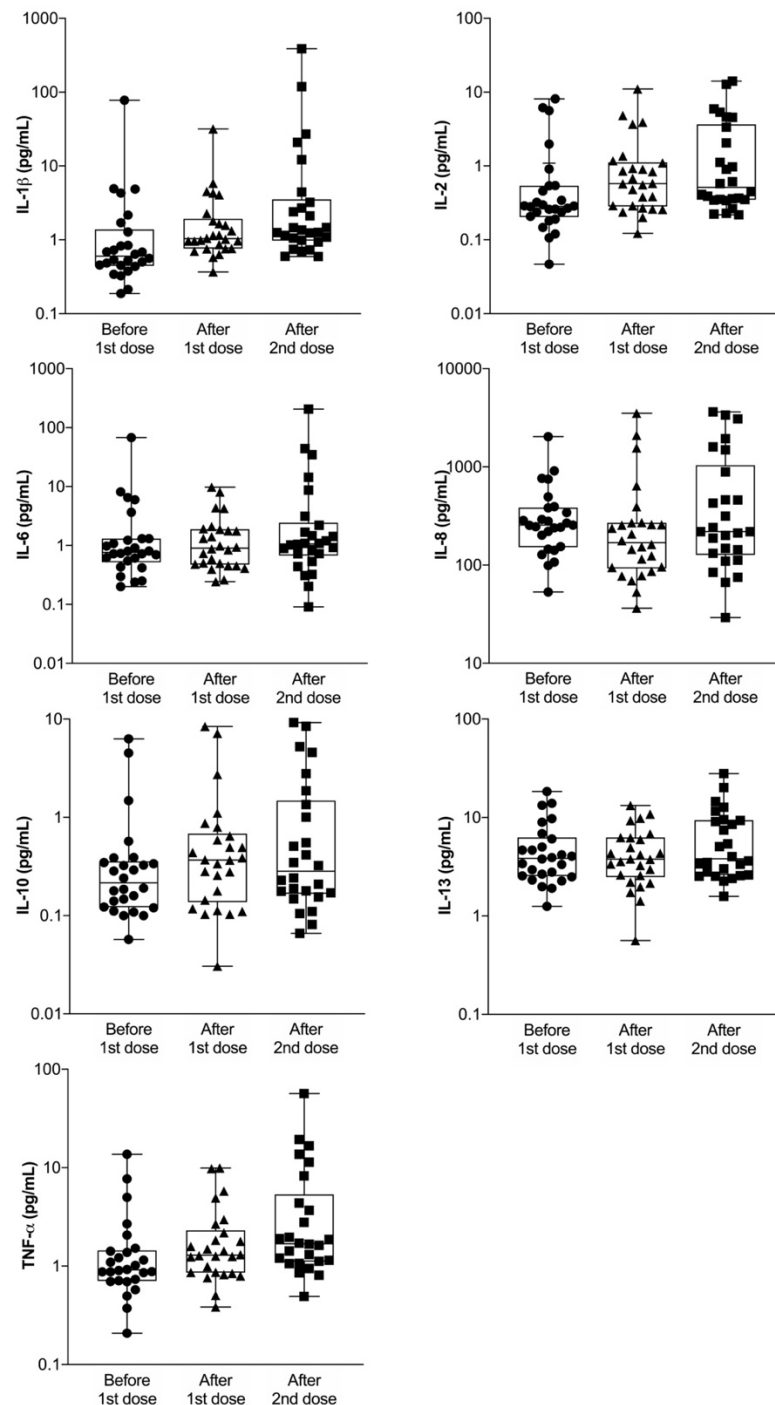 IL-1β (pg/mL)
1000
100
10
1
0.1
Before
1st dose
After
1st dose
After
2nd dose
IL-2 (pg/mL)
10
1
0.1
0.01
Before
1st dose
After
1st dose
After
2nd dose
IL-6 (pg/mL)
1000
100
10
1
0.1
0.01
Before
1st dose
After
1st dose
After
2nd dose
IL-8 (pg/mL)
10000
1000
100
10
Before
1st dose
After
1st dose
After
2nd dose
IL-10 (pg/mL)
10
1
0.1
0.01
Before
1st dose
After
1st dose
After
2nd dose
IL-13 (pg/mL)
100
10
1
0.1
Before
1st dose
After
1st dose
After
2nd dose
TNF-α (pg/mL)
100
10
1
0.1
Before
1st dose
After
1st dose
After
2nd dose